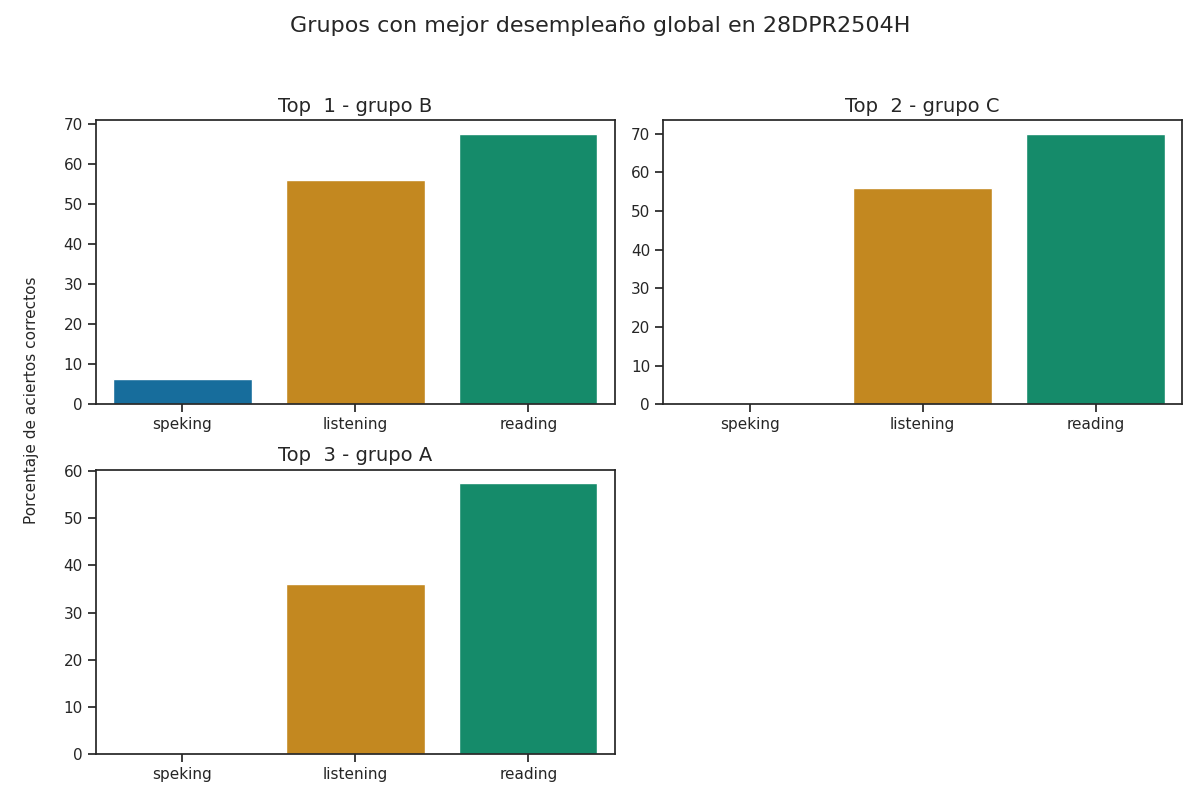 Grupos con mejor desempleaño global en 28DPR2504H
Porcentaje de aciertos correctos
Top  1 - grupo B
70
60
50
40
30
20
10
0
speking
listening
reading
Top  2 - grupo C
70
60
50
40
30
20
10
0
speking
listening
reading
Top  3 - grupo A
60
50
40
30
20
10
0
speking
listening
reading